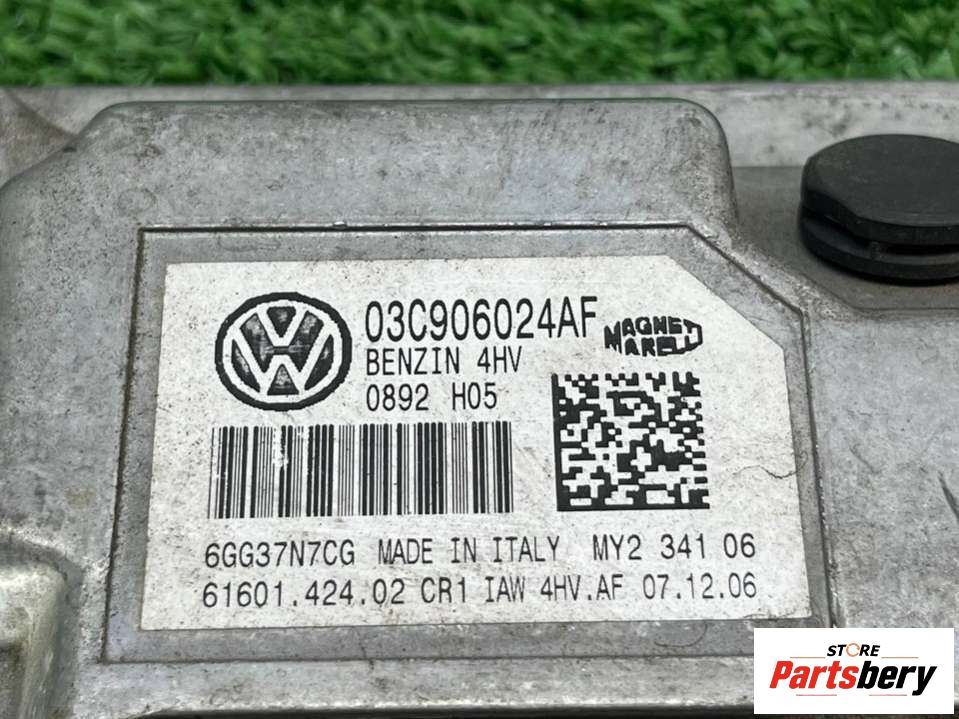 03C906024AF
MAGNETI
MARELLI
BENZIN 4HV
0892 H05
6GG37N7CG MADE IN ITALY MY2 341 06
61601.424.02 CR1 IAW 4HV.AF 07.12.06
STORE
Partsbery